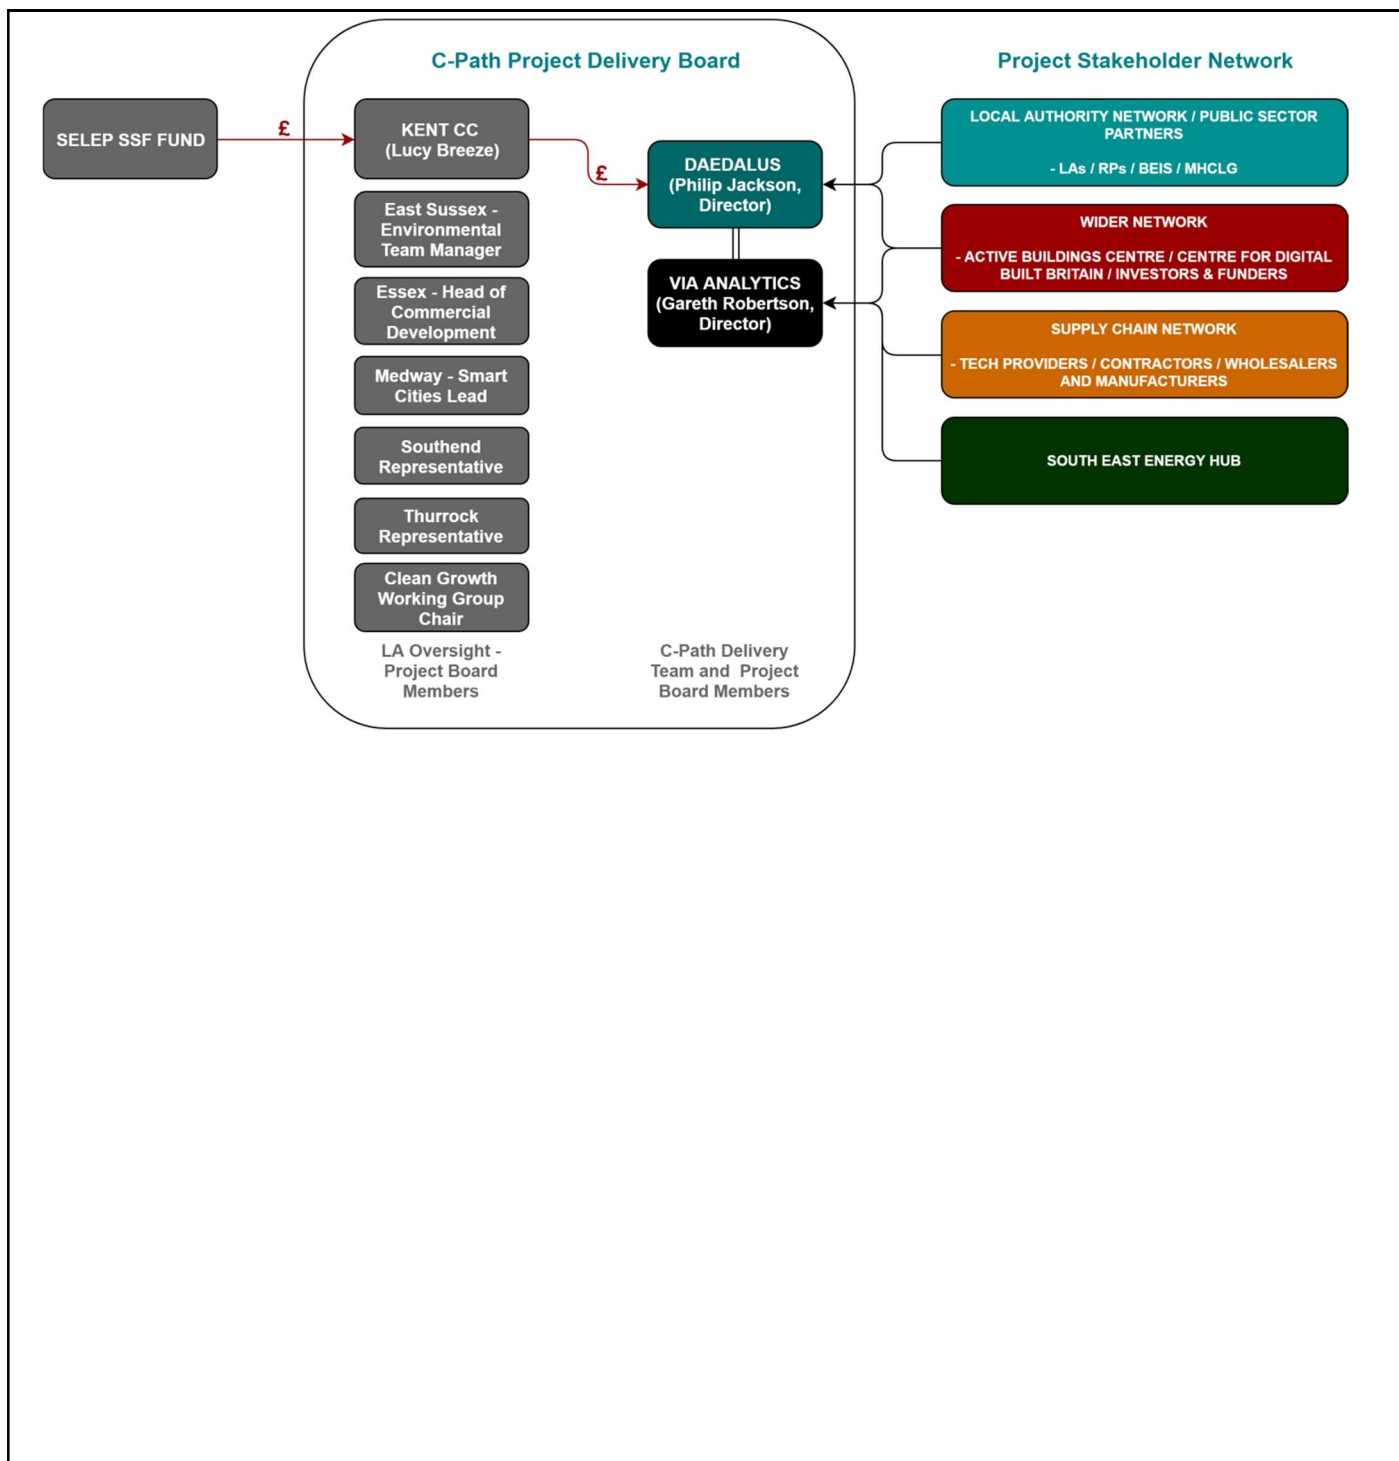 C-Path Project Delivery Board
Project Stakeholder Network
SELEP SSF FUND
£
KENT CC
(Lucy Breeze)
£
East Sussex -
Environmental
Team Manager
Essex - Head of
Commercial
Development
Medway - Smart
Cities Lead
Southend
Representative
Thurrock
Representative
Clean Growth
Working Group
Chair
LA Oversight -
Project Board
Members
DAEDALUS
(Philip Jackson,
Director)
VIA ANALYTICS
(Gareth Robertson,
Director)
C-Path Delivery
Team and Project
Board Members
LOCAL AUTHORITY NETWORK / PUBLIC SECTOR
PARTNERS
- LAs / RPs / BEIS / MHCLG
WIDER NETWORK
- ACTIVE BUILDINGS CENTRE / CENTRE FOR DIGITAL
BUILT BRITAIN / INVESTORS & FUNDERS
SUPPLY CHAIN NETWORK
- TECH PROVIDERS / CONTRACTORS / WHOLESALERS
AND MANUFACTURERS
SOUTH EAST ENERGY HUB